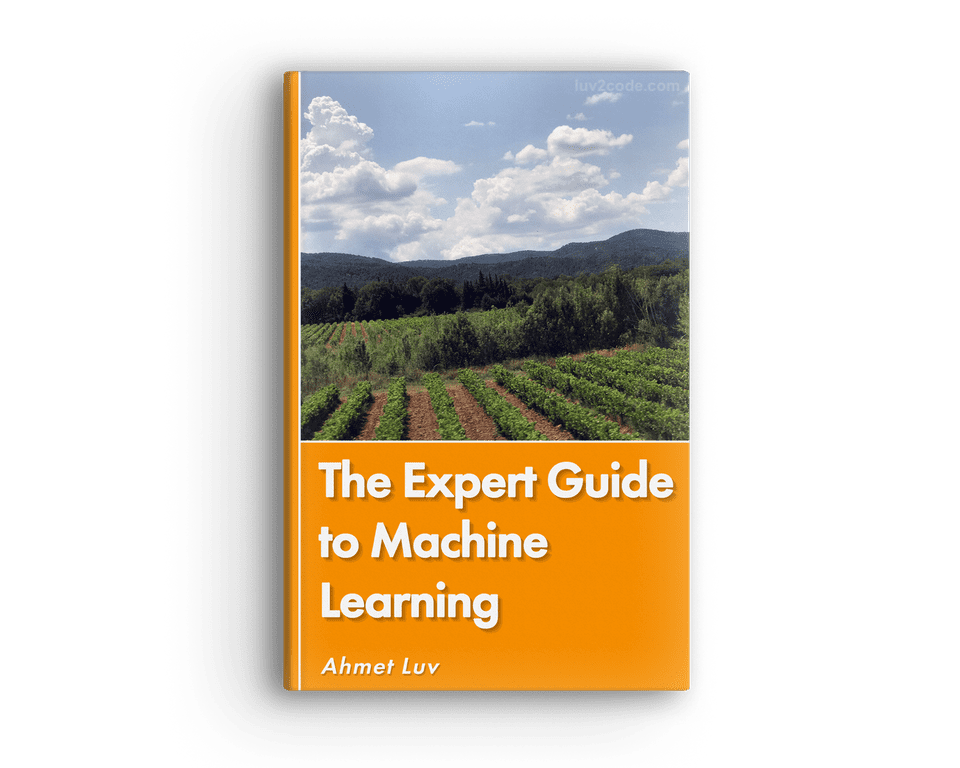 luv2code.com
The Expert Guide
to Machine
Learning
Ahmet Luv